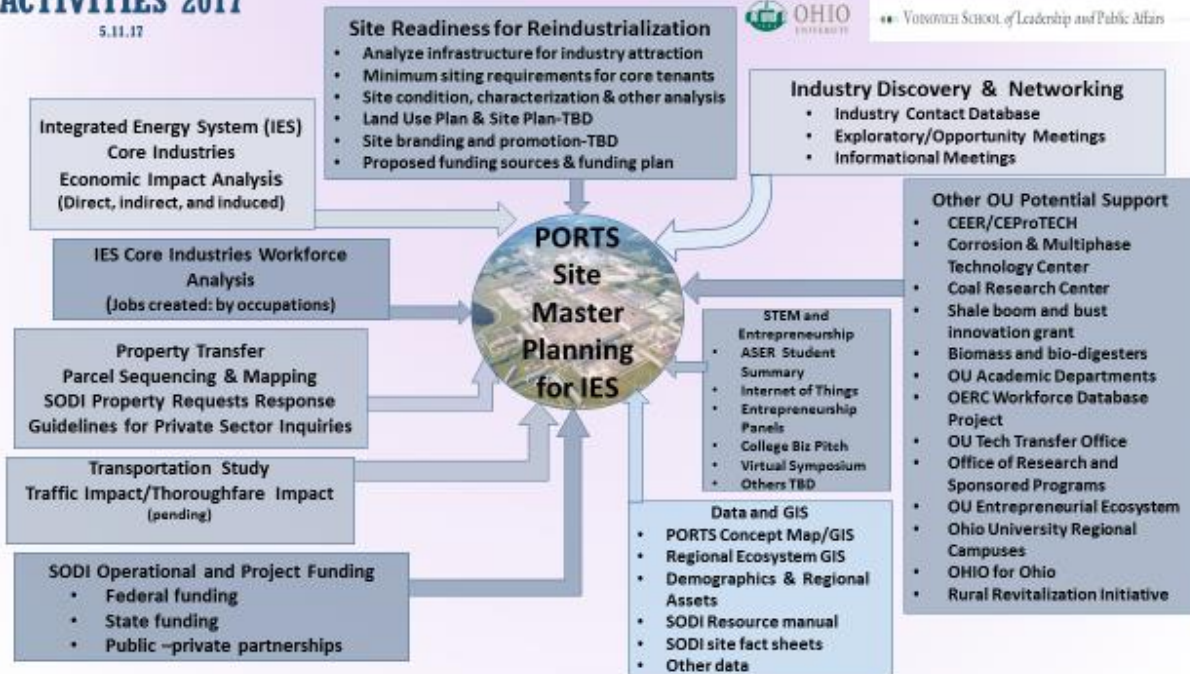 ACTIVITIES 2017
5.11.17
OHIO
UNIVERSITY
VOINOVICH SCHOOL of Leadership and Public Affairs
Site Readiness for Reindustrialization
• Analyze infrastructure for industry attraction
• Minimum siting requirements for core tenants
• Site condition, characterization & other analysis
• Land Use Plan & Site Plan-TBD
• Site branding and promotion-TBD
• Proposed funding sources & funding plan
Industry Discovery & Networking
• Industry Contact Database
• Exploratory/Opportunity Meetings
• Informational Meetings
Integrated Energy System (IES)
Core Industries
Economic Impact Analysis
(Direct, indirect, and induced)
IES Core Industries Workforce
Analysis
(Jobs created: by occupations)
Property Transfer
Parcel Sequencing & Mapping
SODI Property Requests Response
Guidelines for Private Sector Inquiries
Transportation Study
Traffic Impact/Thoroughfare Impact
(pending)
SODI Operational and Project Funding
• Federal funding
• State funding
• Public –private partnerships
PORTS
Site
Master
Planning
for IES
STEM and
Entrepreneurship
• ASER Student
Summary
• Internet of Things
• Entrepreneurship
Panels
• College Biz Pitch
• Virtual Symposium
• Others TBD
Data and GIS
• PORTS Concept Map/GIS
• Regional Ecosystem GIS
• Demographics & Regional
Assets
• SODI Resource manual
• SODI site fact sheets
• Other data
Other OU Potential Support
• CEER/CEProTECH
• Corrosion & Multiphase
Technology Center
• Coal Research Center
• Shale boom and bust
innovation grant
• Biomass and bio-digesters
• OU Academic Departments
• OERC Workforce Database
Project
• OU Tech Transfer Office
• Office of Research and
Sponsored Programs
• OU Entrepreneurial Ecosystem
• Ohio University Regional
Campuses
• OHIO for Ohio
• Rural Revitalization Initiative